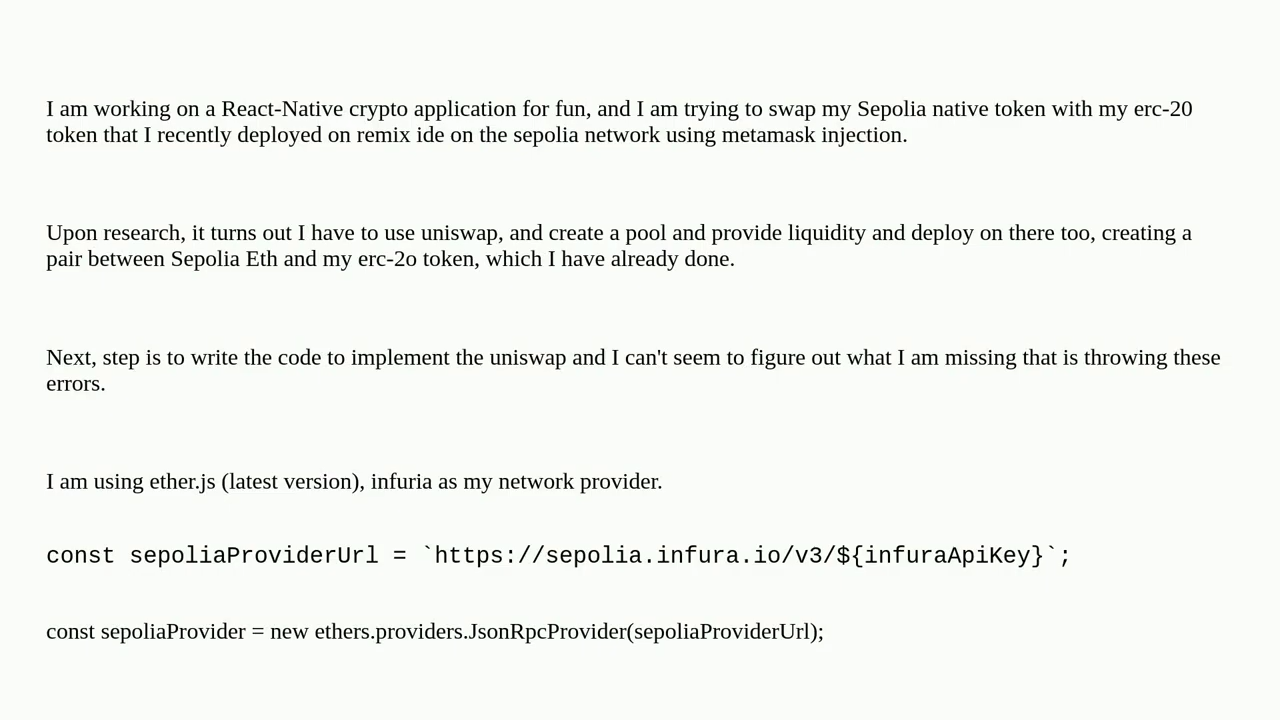 I am working on a React-Native crypto application for fun, and I am trying to swap my Sepolia native token with my erc-20
token that I recently deployed on remix ide on the sepolia network using metamask injection.
Upon research, it turns out I have to use uniswap, and create a pool and provide liquidity and deploy on there too, creating a
pair between Sepolia Eth and my erc-2o token, which I have already done.
Next, step is to write the code to implement the uniswap and I can't seem to figure out what I am missing that is throwing these
errors.
I am using ether.js (latest version), infuria as my network provider.
const sepoliaProviderUrl = `https://sepolia.infura.io/v3/${infuraApiKey}`;
const sepoliaProvider = new ethers.providers.JsonRpcProvider(sepoliaProviderUrl);